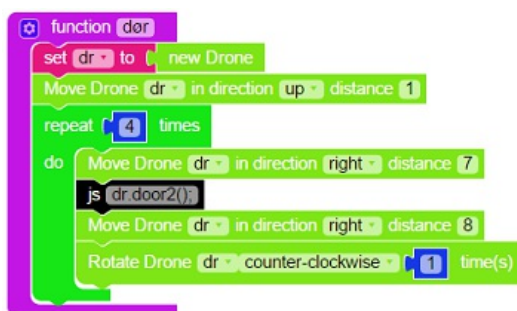 function dør
set dr to new Drone
Move Drone dr in direction up distance 1
repeat 4 times
do Move Drone dr in direction right distance 7
js dr.door2();
Move Drone dr in direction right distance 8
Rotate Drone dr counter-clockwise 1 time(s)